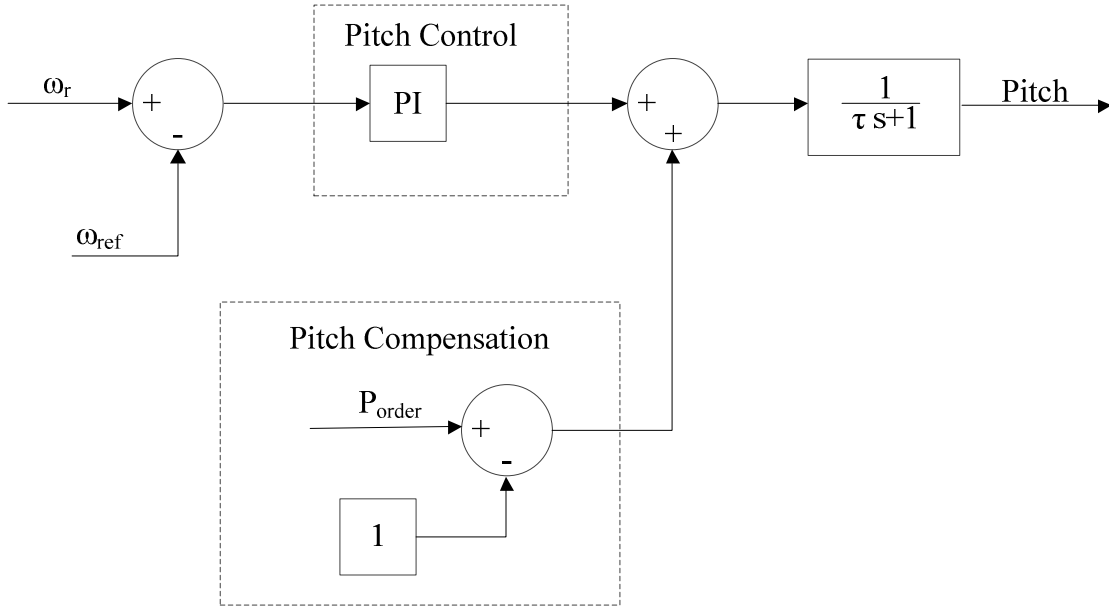 Pitch Control
ω_r
+
-
PI
+
+
1
τ s+1
Pitch
ω_ref
Pitch Compensation
P_order
+
-
1